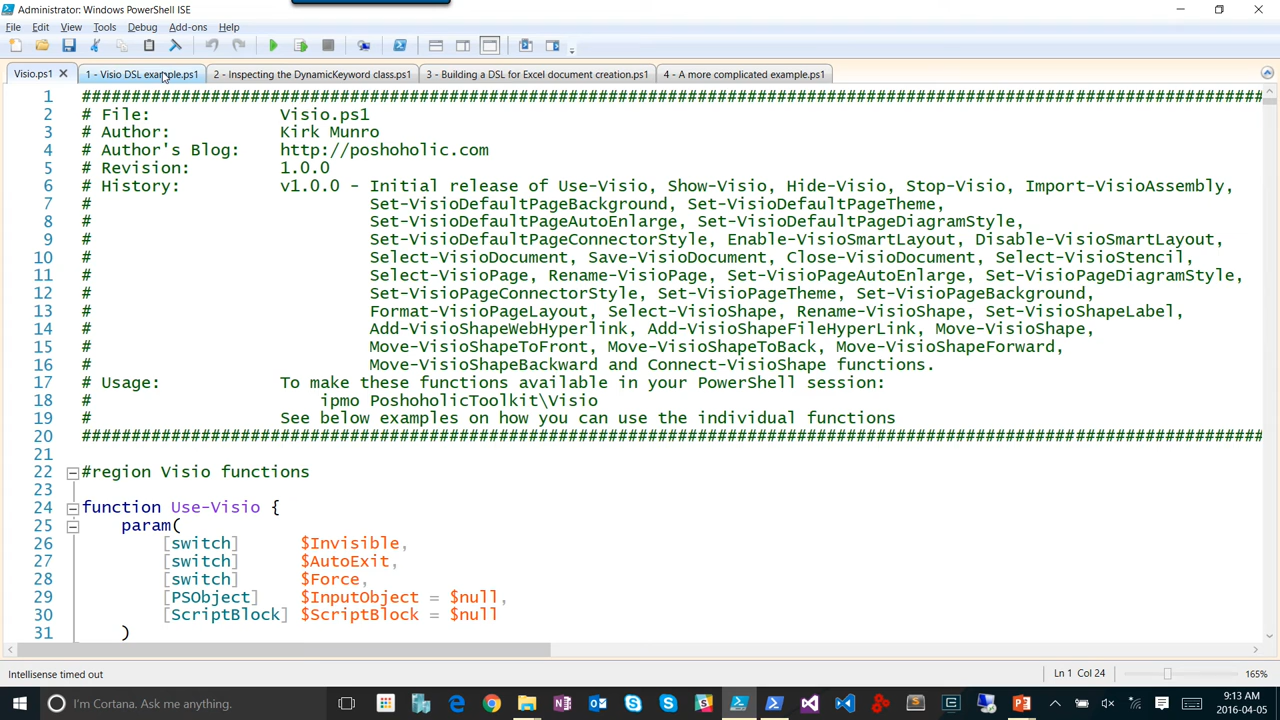 Administrator: Windows PowerShell ISE
File Edit View Tools Debug Add-ons Help
Visio.ps1 1 - Visio DSL example.ps1 2 - Inspecting the DynamicKeyword class.ps1 3 - Building a DSL for Excel document creation.ps1 4 - A more complicated example.ps1
1 ########################################################################################################################
2 # File: Visio.ps1
3 # Author: Kirk Munro
4 # Author's Blog: http://poshoholic.com
5 # Revision: 1.0.0
6 # History: v1.0.0 - Initial release of Use-Visio, Show-Visio, Hide-Visio, Stop-Visio, Import-VisioAssembly,
7 # Set-VisioDefaultPageBackground, Set-VisioDefaultPageTheme,
8 # Set-VisioDefaultPageAutoEnlarge, Set-VisioDefaultPageDiagramStyle,
9 # Set-VisioDefaultPageConnectorStyle, Enable-VisioSmartLayout, Disable-VisioSmartLayout,
10 # Select-VisioDocument, Save-VisioDocument, Close-VisioDocument, Select-VisioStencil,
11 # Select-VisioPage, Rename-VisioPage, Set-VisioPageAutoEnlarge, Set-VisioPageDiagramStyle,
12 # Set-VisioPageConnectorStyle, Set-VisioPageTheme, Set-VisioPageBackground,
13 # Format-VisioPageLayout, Select-VisioShape, Rename-VisioShape, Set-VisioShapeLabel,
14 # Add-VisioShapeWebHyperlink, Add-VisioShapeFileHyperLink, Move-VisioShape,
15 # Move-VisioShapeToFront, Move-VisioShapeToBack, Move-VisioShapeForward,
16 # Move-VisioShapeBackward and Connect-VisioShape functions.
17 # Usage: To make these functions available in your PowerShell session:
18 # ipmo PoshoholicToolkit\Visio
19 # See below examples on how you can use the individual functions
20 ########################################################################################################################
21
22 #region Visio functions
23
24 function Use-Visio {
25 param(
26 [switch] $Invisible,
27 [switch] $AutoExit,
28 [switch] $Force,
29 [PSObject] $InputObject = $null,
30 [ScriptBlock] $ScriptBlock = $null
31 )
Intellisense timed out Ln 1 Col 24 165%
I'm Cortana. Ask me anything. 9:13 AM
2016-04-05